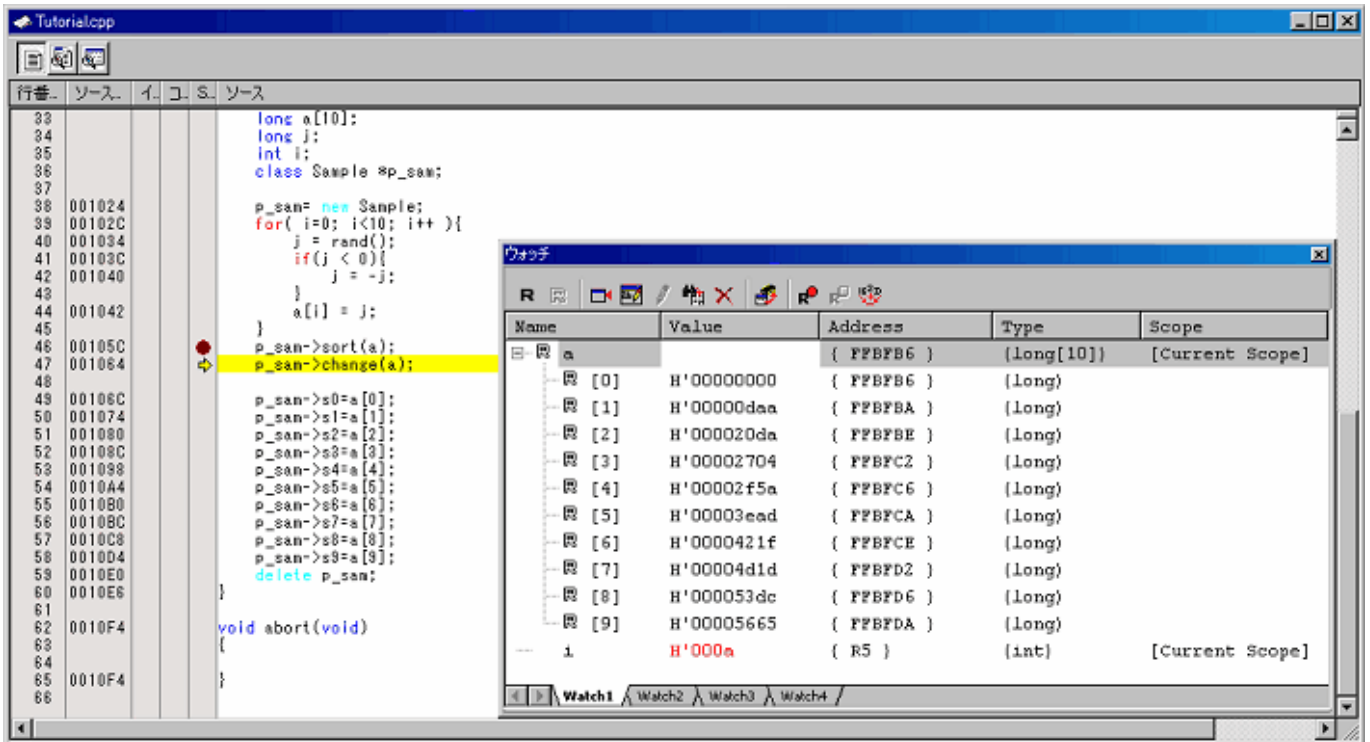 Tutorial.cpp
行番... ソース... イ.. コ.. S.. ソース
33 long a[10];
34 long j;
35 int i;
36 class Sample *p_sam;
37
38 001024 p_sam= new Sample;
39 00102C for( i=0; i<10; i++ ){
40 001034 j = rand();
41 00103C if(j < 0){
42 001040 j = -j;
43 }
44 001042 a[i] = j;
45 }
46 00105C p_sam->sort(a);
47 001064 p_sam->change(a);
48
49 00106C p_sam->s0=a[0];
50 001074 p_sam->s1=a[1];
51 001080 p_sam->s2=a[2];
52 00108C p_sam->s3=a[3];
53 001098 p_sam->s4=a[4];
54 0010A4 p_sam->s5=a[5];
55 0010B0 p_sam->s6=a[6];
56 0010BC p_sam->s7=a[7];
57 0010C8 p_sam->s8=a[8];
58 0010D4 p_sam->s9=a[9];
59 0010E0 delete p_sam;
60 0010E6 }
61
62 0010F4 void abort(void)
63 {
64
65 0010F4 }
66
ウォッチ
Name Value Address Type Scope
a { FFBFB6 } (long[10]) [Current Scope]
[0] H'00000000 { FFBFB6 } (long)
[1] H'00000daa { FFBFBA } (long)
[2] H'000020da { FFBFBE } (long)
[3] H'00002704 { FFBFC2 } (long)
[4] H'00002f5a { FFBFC6 } (long)
[5] H'00003ead { FFBFCA } (long)
[6] H'0000421f { FFBFCE } (long)
[7] H'00004d1d { FFBFD2 } (long)
[8] H'000053dc { FFBFD6 } (long)
[9] H'00005665 { FFBFDA } (long)
i H'000a { R5 } (int) [Current Scope]
Watch1 Watch2 Watch3 Watch4